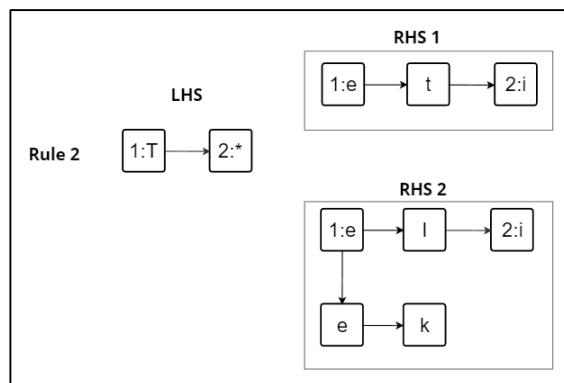 RHS 1
1:e t 2:i
LHS
Rule 2 1:T 2:*
RHS 2
1:e l 2:i
e k